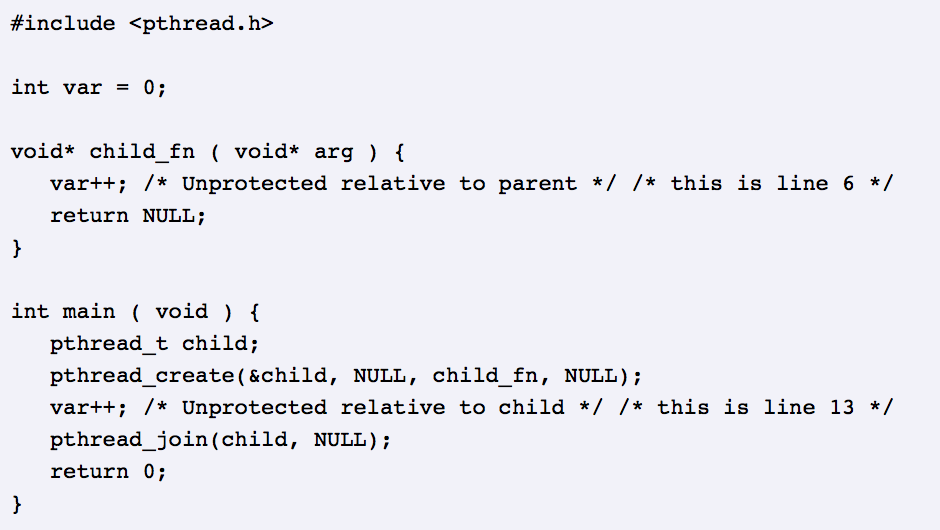 #include <pthread.h>
int var = 0;
void* child_fn ( void* arg ) {
   var++; /* Unprotected relative to parent */ /* this is line 6 */
   return NULL;
}
int main ( void ) {
   pthread_t child;
   pthread_create(&child, NULL, child_fn, NULL);
   var++; /* Unprotected relative to child */ /* this is line 13 */
   pthread_join(child, NULL);
   return 0;
}